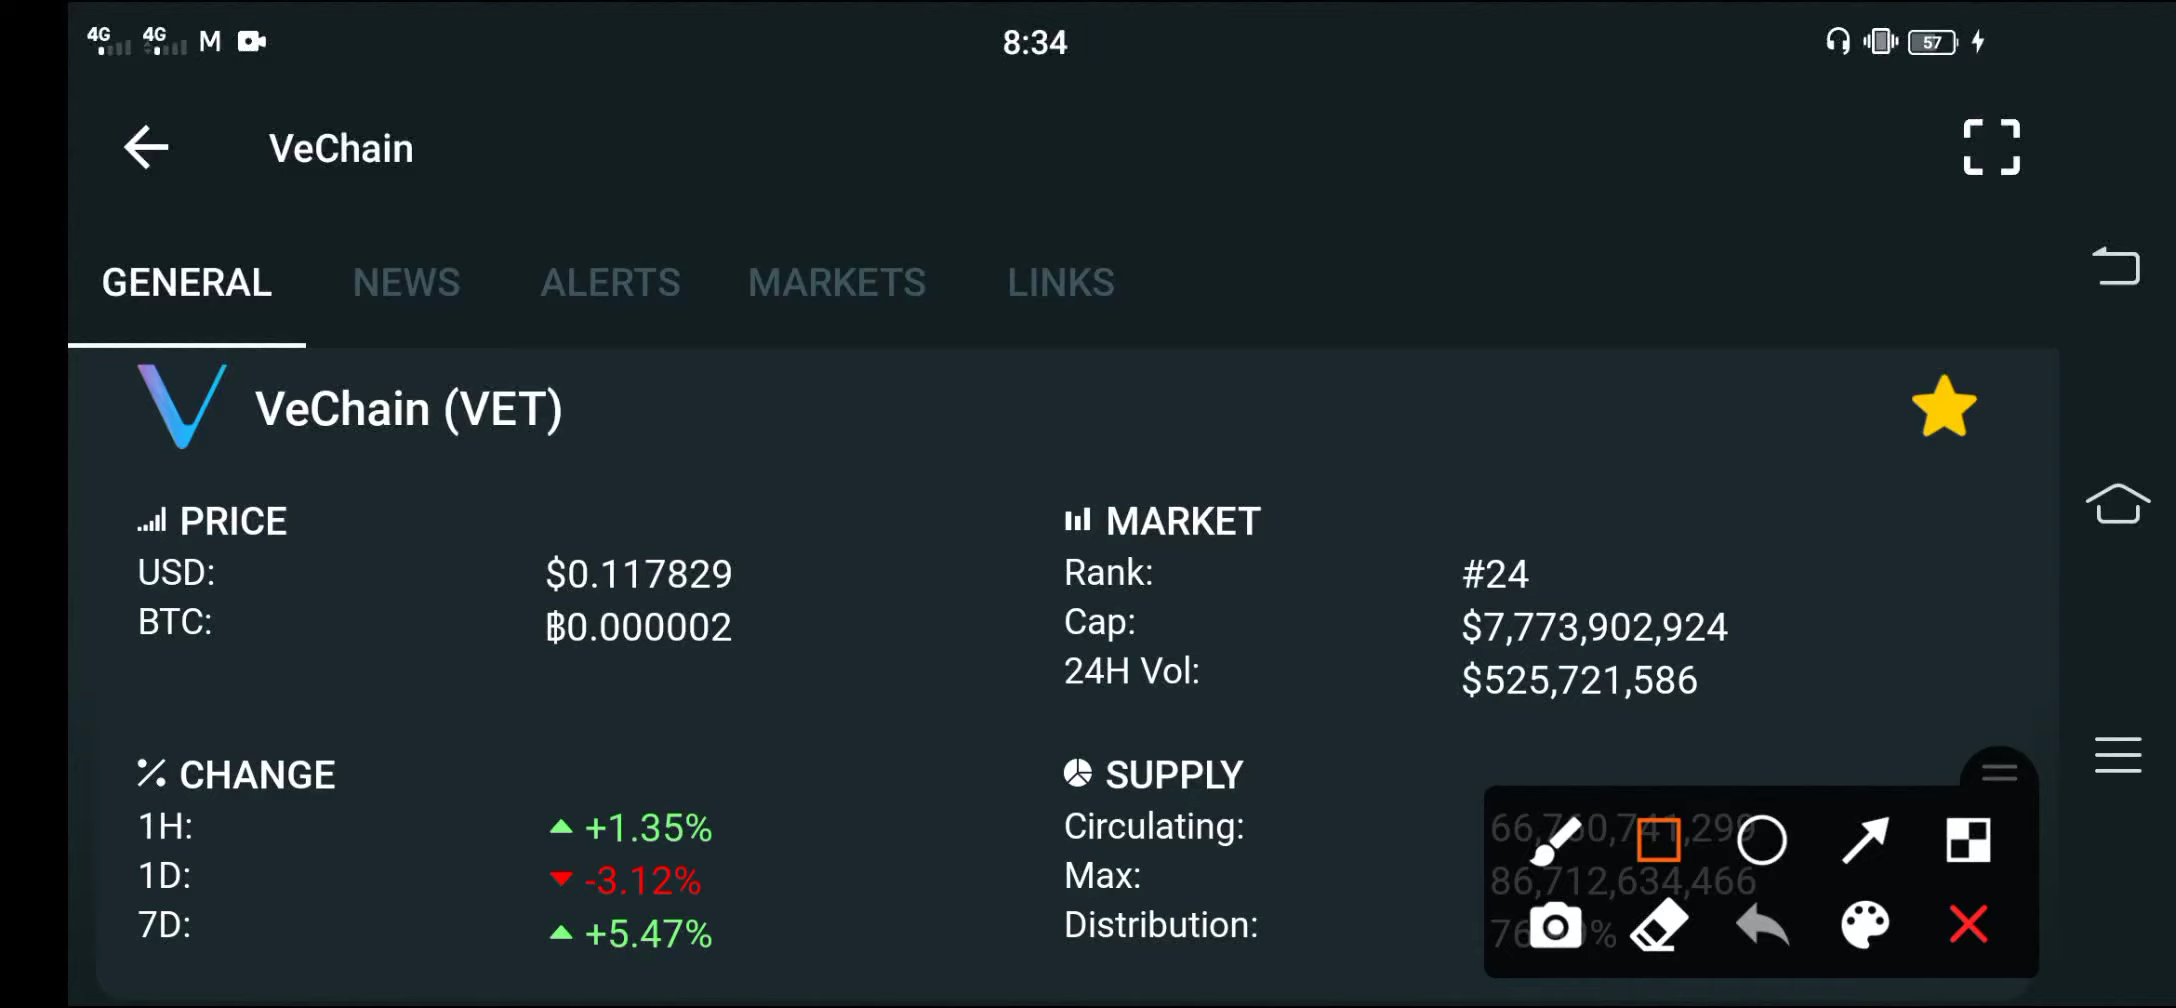 4G 4G M 8:34 57
VeChain
GENERAL NEWS ALERTS MARKETS LINKS
VeChain (VET)
PRICE
USD: $0.117829
BTC: ฿0.000002
MARKET
Rank: #24
Cap: $7,773,902,924
24H Vol: $525,721,586
CHANGE
1H: +1.35%
1D: -3.12%
7D: +5.47%
SUPPLY
Circulating:
Max: 86,712,634,466
Distribution: